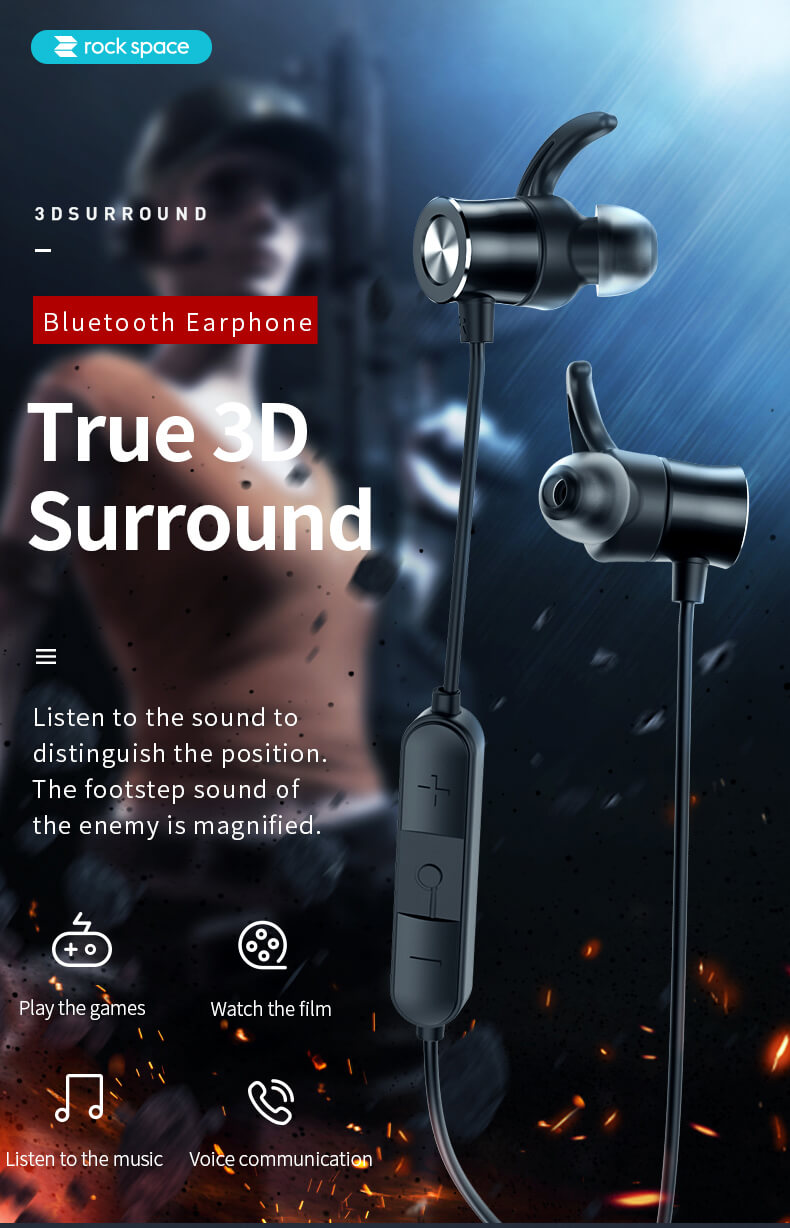 rock space
3DSURROUND
Bluetooth Earphone
True 3D
Surround
Listen to the sound to
distinguish the position.
The footstep sound of
the enemy is magnified.
Play the games
Watch the film
Listen to the music
Voice communication